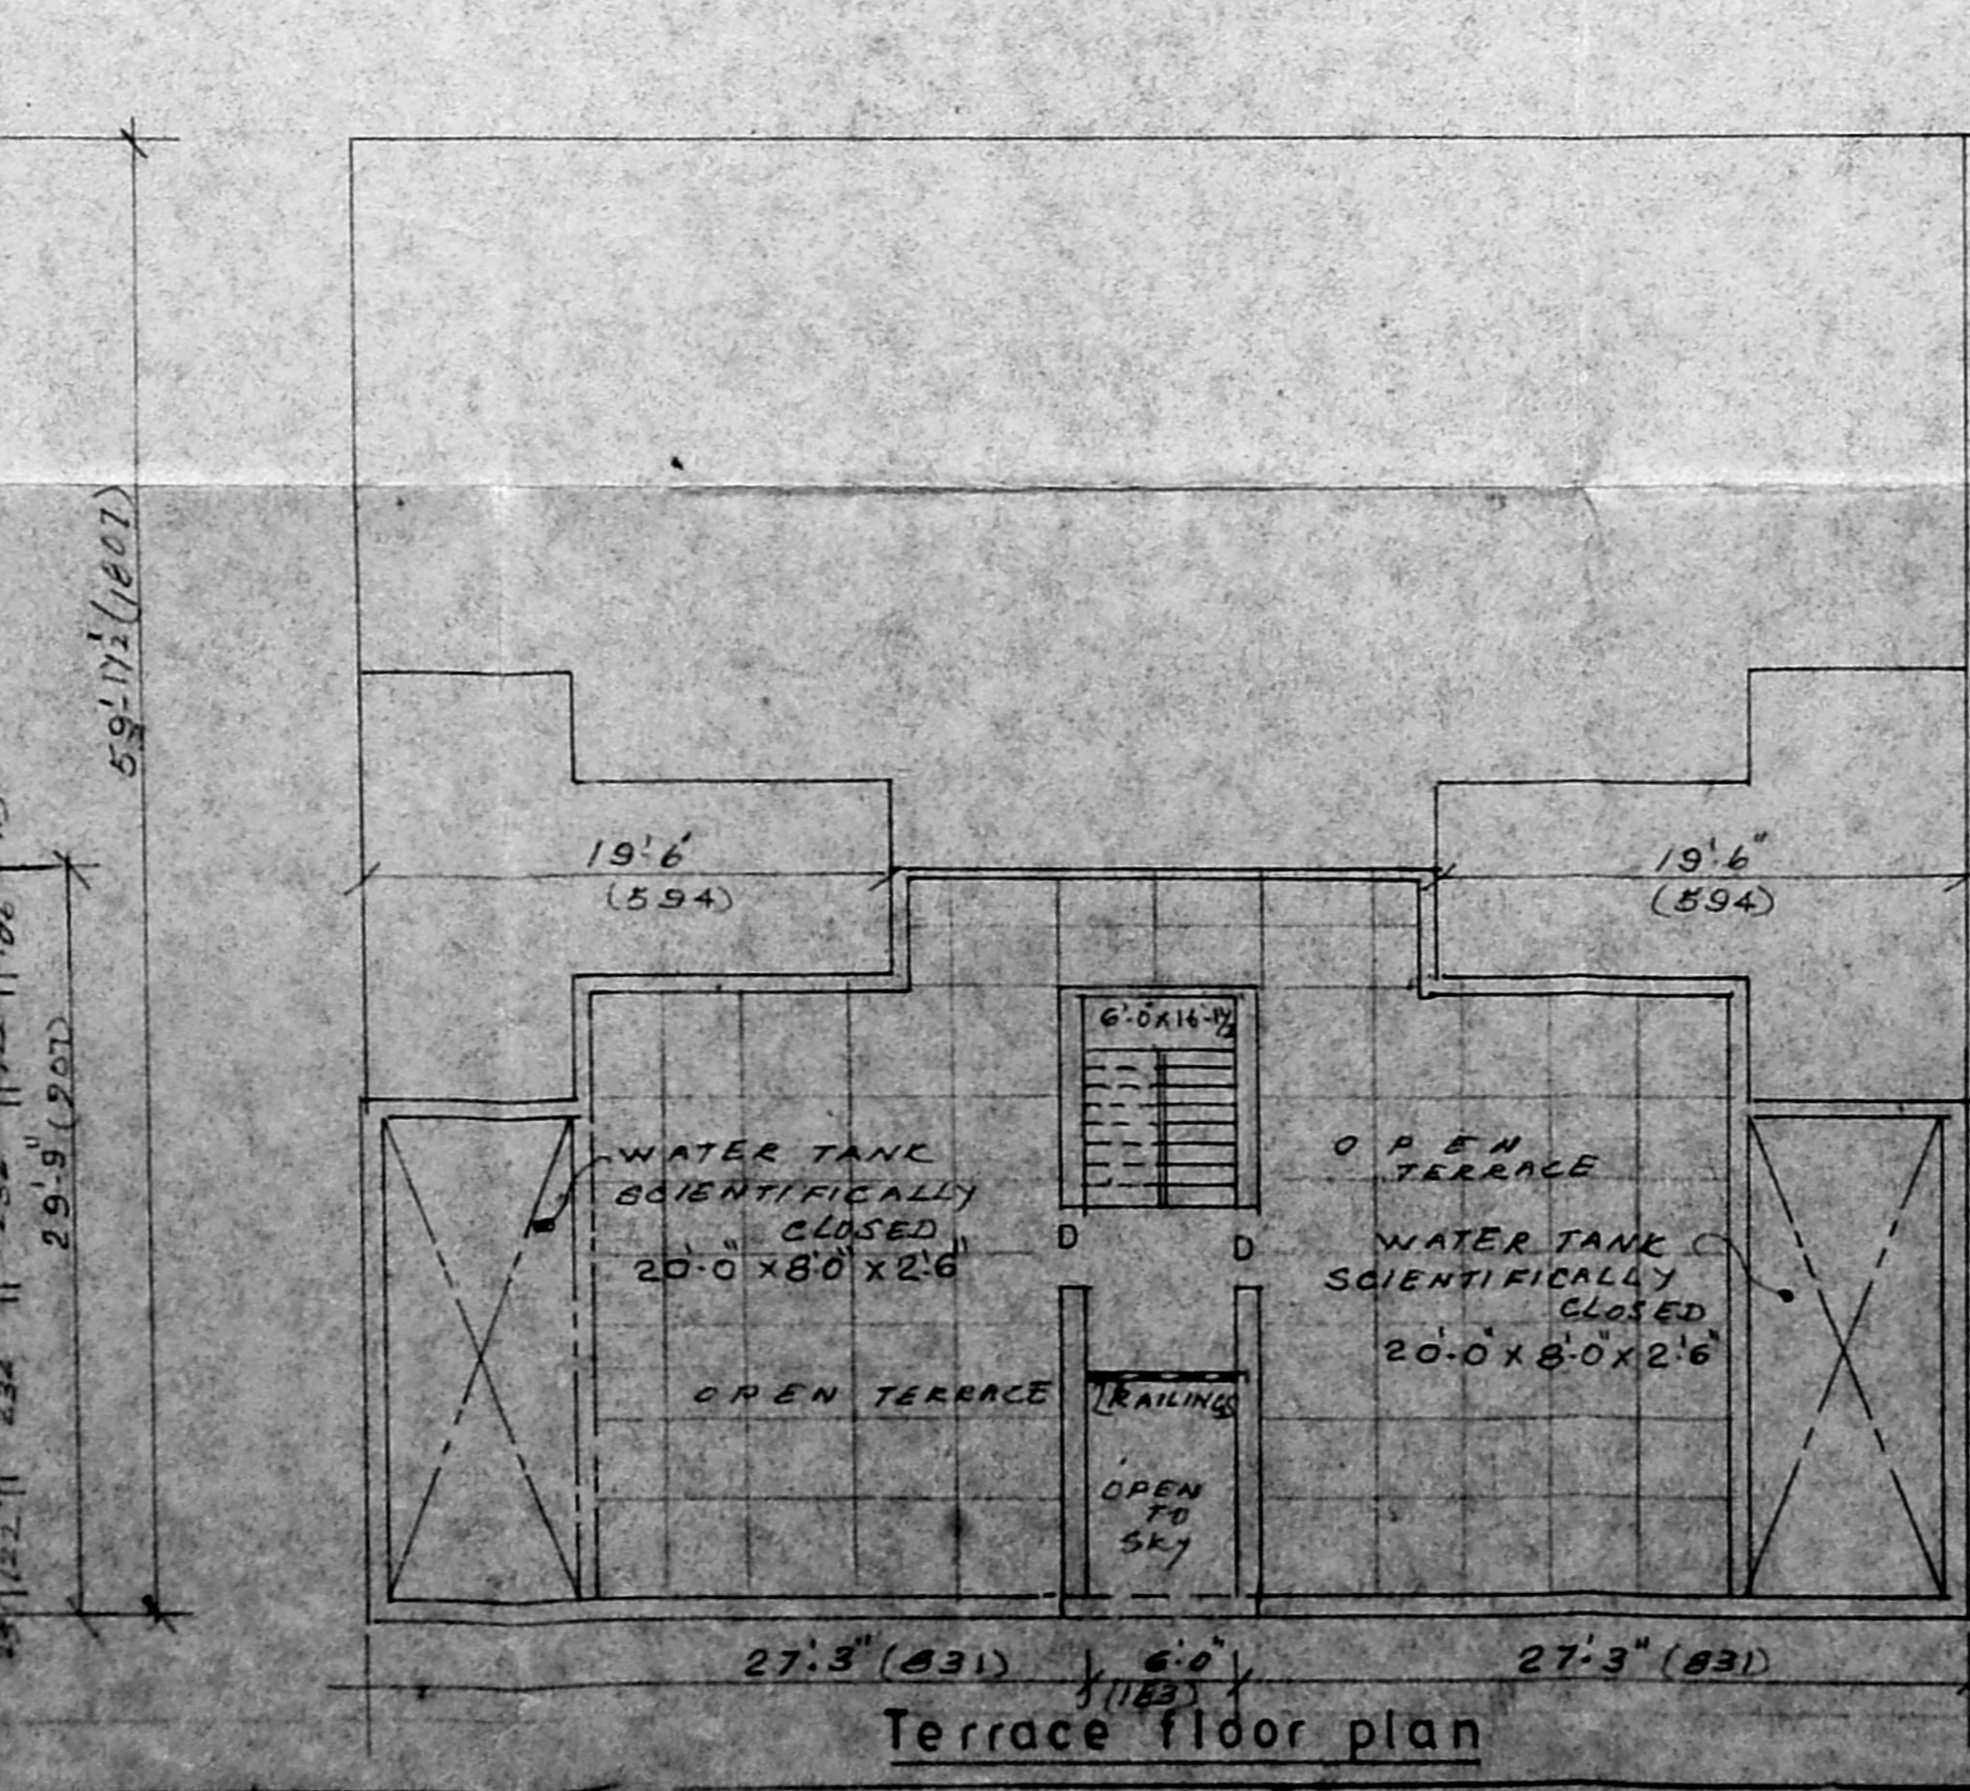 59'-11½' (1807)
29'-9" (907)
19'-6'
(594)
19'-6"
(594)
6'-0"x16'-1½
WATER TANK
SCIENTIFICALLY
CLOSED
20'-0" x 8'0" x 2'6"
OPEN
TERRACE
D
D
WATER TANK
SCIENTIFICALLY
CLOSED
20'-0" x 8'-0" x 2'-6"
OPEN TERRACE
RAILINGS
OPEN
TO
SKY
27'.3" (831)
6'.0"
(183)
27'.3" (831)
Terrace floor plan